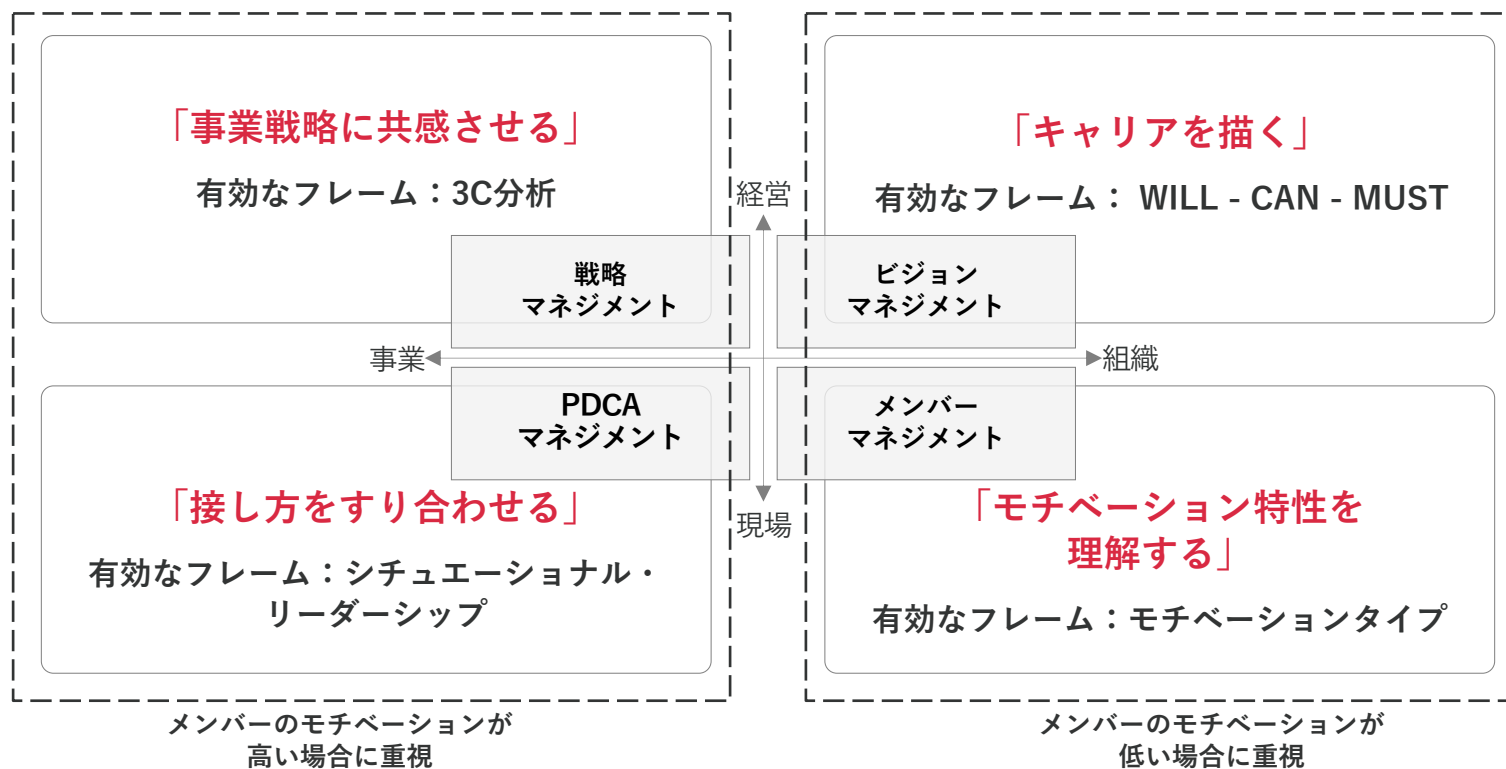 「事業戦略に共感させる」
有効なフレーム：3C分析
「キャリアを描く」
有効なフレーム： WILL - CAN - MUST
経営
戦略
マネジメント
ビジョン
マネジメント
事業
組織
PDCA
マネジメント
メンバー
マネジメント
現場
「接し方をすり合わせる」
有効なフレーム：シチュエーショナル・
リーダーシップ
「モチベーション特性を
理解する」
有効なフレーム：モチベーションタイプ
メンバーのモチベーションが
高い場合に重視
メンバーのモチベーションが
低い場合に重視